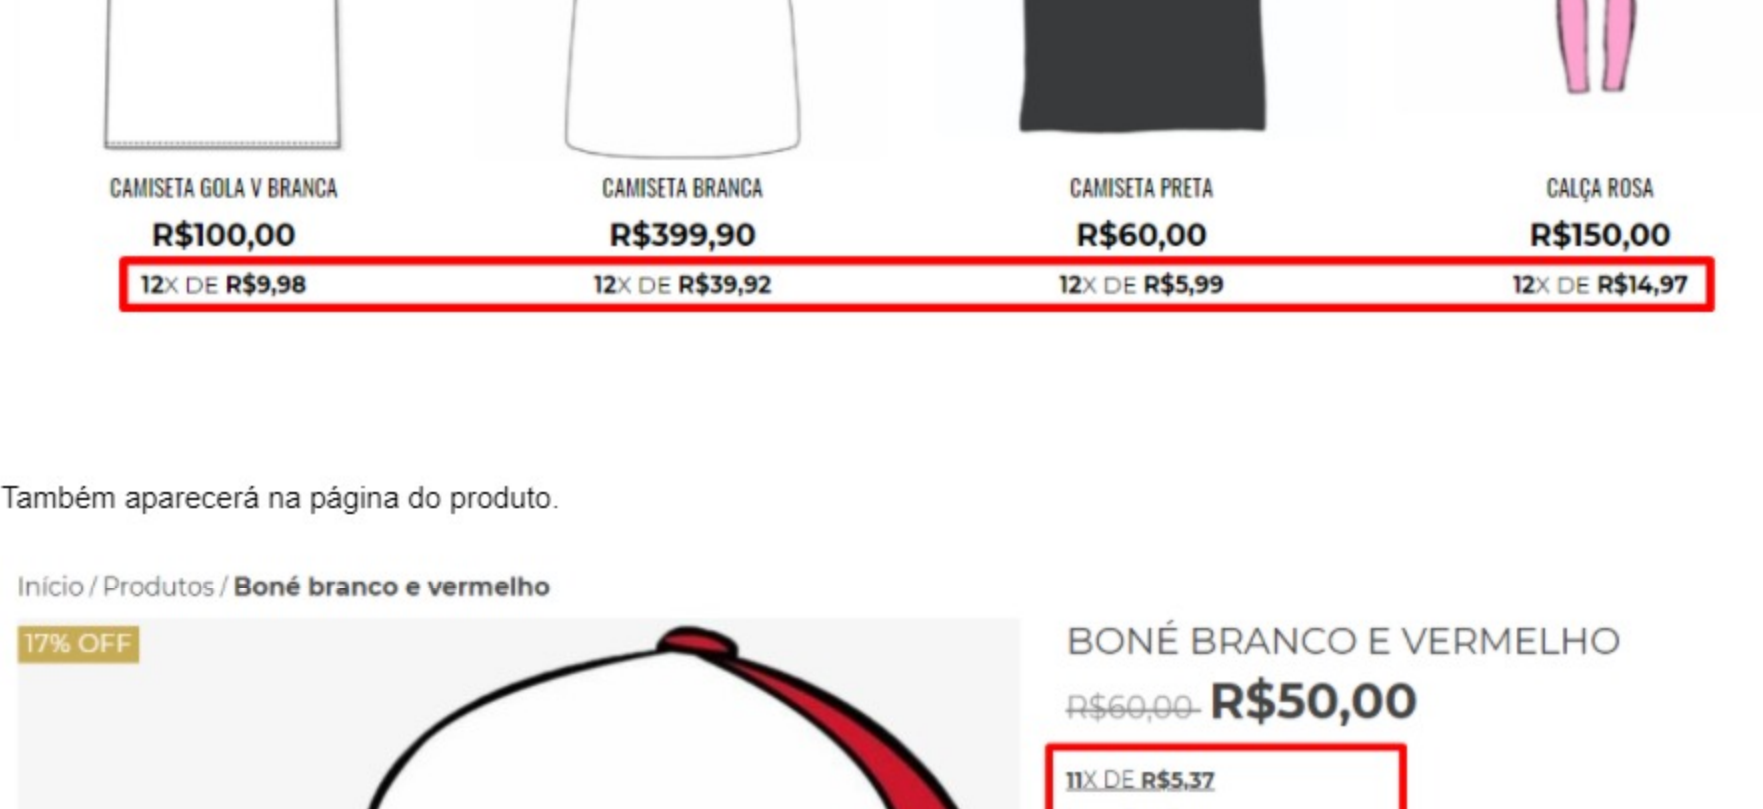 CAMISETA GOLA V BRANCA CAMISETA BRANCA CAMISETA PRETA CALÇA ROSA
R$100,00 R$399,90 R$60,00 R$150,00
12X DE R$9,98 12X DE R$39,92 12X DE R$5,99 12X DE R$14,97
Também aparecerá na página do produto.
Início / Produtos / Boné branco e vermelho
17% OFF
BONÉ BRANCO E VERMELHO
R$60,00 R$50,00
11X DE R$5,37